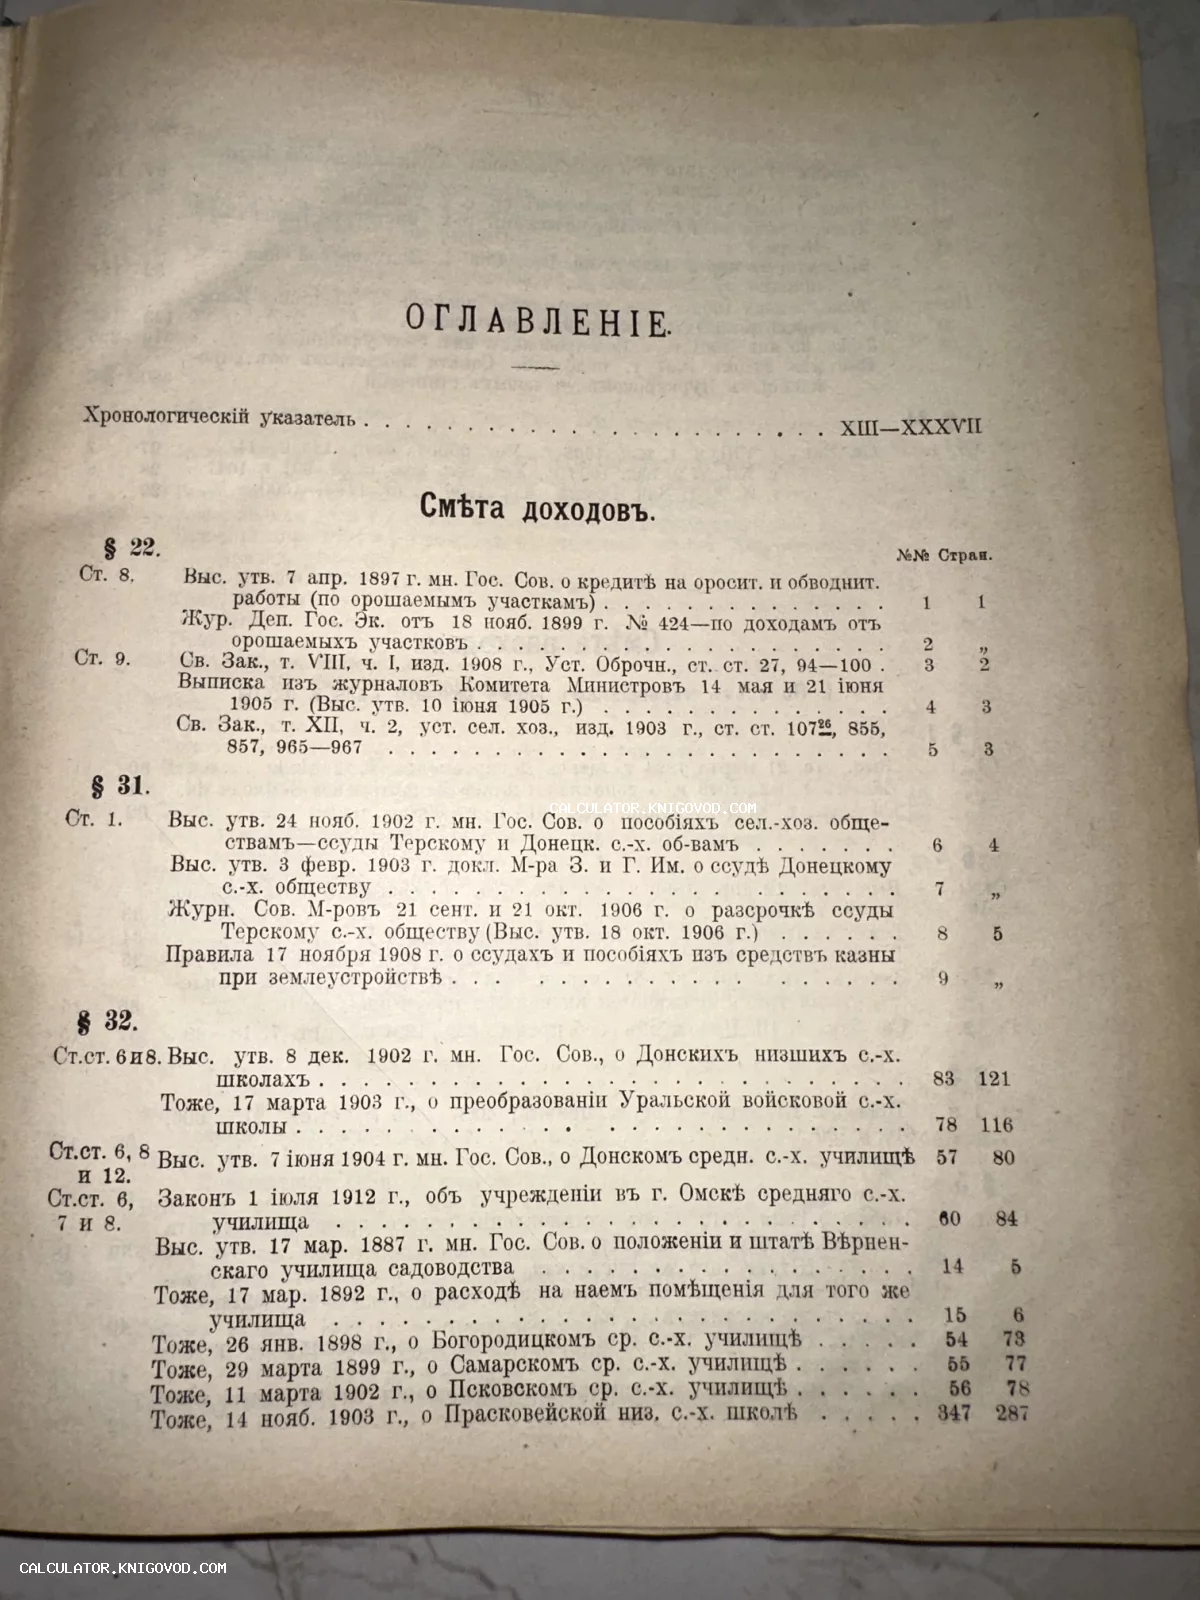 ОГЛАВЛЕНІЕ.
Хронологическій указатель . . . . . . . . . . . . . . . . . . . . . . . XIII—XXXVII
Смѣта доходовъ.
§ 22. №№ Стран.
Ст. 8. Выс. утв. 7 апр. 1897 г. мн. Гос. Сов. о кредитѣ на оросит. и обводнит.
работы (по орошаемымъ участкамъ) . . . . . . . . . . . . . 1 1
Жур. Деп. Гос. Эк. отъ 18 нояб. 1899 г. № 424—по доходамъ отъ
орошаемыхъ участковъ . . . . . . . . . . . . . . . . . . . 2 „
Ст. 9. Св. Зак., т. VIII, ч. I, изд. 1908 г., Уст. Оброчн., ст. ст. 27, 94—100 . 3 2
Выписка изъ журналовъ Комитета Министровъ 14 мая и 21 іюня
1905 г. (Выс. утв. 10 іюня 1905 г.) . . . . . . . . . . . . . 4 3
Св. Зак., т. XII, ч. 2, уст. сел. хоз., изд. 1903 г., ст. ст. 107²⁶, 855,
857, 965—967 . . . . . . . . . . . . . . . . . . . . . . . 5 3
§ 31.
Ст. 1. Выс. утв. 24 нояб. 1902 г. мн. Гос. Сов. о пособіяхъ сел.-хоз. обще-
ствамъ—ссуды Терскому и Донецк. с.-х. об-вамъ . . . . . . . 6 4
Выс. утв. 3 февр. 1903 г. докл. М-ра З. и Г. Им. о ссудѣ Донецкому
с.-х. обществу . . . . . . . . . . . . . . . . . . . . . . . 7 „
Журн. Сов. М-ровъ 21 сент. и 21 окт. 1906 г. о разсрочкѣ ссуды
Терскому с.-х. обществу (Выс. утв. 18 окт. 1906 г.) . . . . . . 8 5
Правила 17 ноября 1908 г. о ссудахъ и пособіяхъ изъ средствъ казны
при землеустройствѣ . . . . . . . . . . . . . . . . . 9 „
§ 32.
Ст.ст. 6 и 8. Выс. утв. 8 дек. 1902 г. мн. Гос. Сов., о Донскихъ низшихъ с.-х.
школахъ . . . . . . . . . . . . . . . . . . . . . . . . . . 83 121
Тоже, 17 марта 1903 г., о преобразованіи Уральской войсковой с.-х.
школы . . . . . . . . . . . . . . . . . . . . . . . . . . 78 116
Ст.ст. 6, 8 Выс. утв. 7 іюня 1904 г. мн. Гос. Сов., о Донскомъ средн. с.-х. училищѣ 57 80
и 12.
Ст.ст. 6, Законъ 1 іюля 1912 г., объ учрежденіи въ г. Омскѣ средняго с.-х.
7 и 8. училища . . . . . . . . . . . . . . . . . . . . . . . . . 60 84
Выс. утв. 17 мар. 1887 г. мн. Гос. Сов. о положеніи и штатѣ Вѣрнен-
скаго училища садоводства . . . . . . . . . . . . . . . . 14 5
Тоже, 17 мар. 1892 г., о расходѣ на наемъ помѣщенія для того же
училища . . . . . . . . . . . . . . . . . . . . . . . . . 15 6
Тоже, 26 янв. 1898 г., о Богородицкомъ ср. с.-х. училищѣ . . . . . 54 73
Тоже, 29 марта 1899 г., о Самарскомъ ср. с.-х. училищѣ . . . . . . 55 77
Тоже, 11 марта 1902 г., о Псковскомъ ср. с.-х. училищѣ . . . . . . 56 78
Тоже, 14 нояб. 1903 г., о Прасковейской низ. с.-х. школѣ . . . . . 347 287
CALCULATOR.KNIGOVOD.COM
CALCULATOR.KNIGOVOD.COM